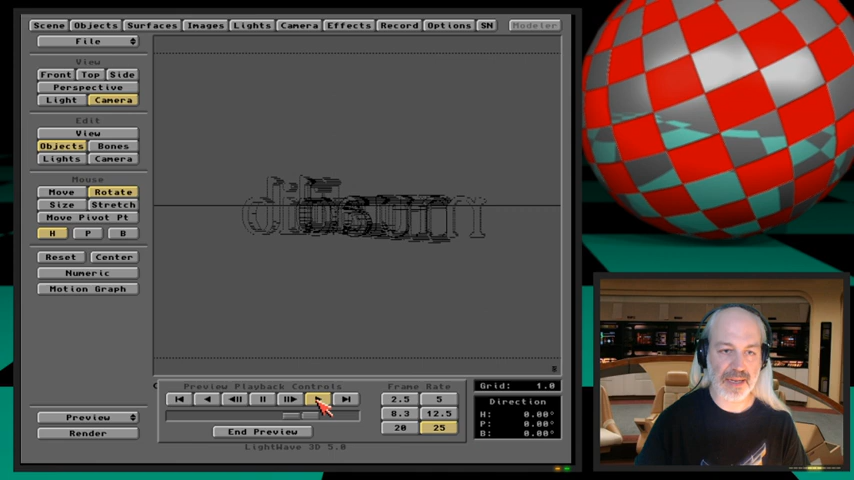 Scene Objects Surfaces Images Lights Camera Effects Record Options SN Modeler
File
View
Front Top Side
Perspective
Light Camera
Edit
View
Objects Bones
Lights Camera
Mouse
Move Rotate
Size Stretch
Move Pivot Pt
H P B
Reset Center
Numeric
Motion Graph
Preview
Render
Preview Playback Controls
End Preview
Frame Rate
2.5 5
8.3 12.5
20 25
Grid: 1.0
Direction
H: 0.00°
P: 0.00°
B: 0.00°
LightWave 3D 5.0